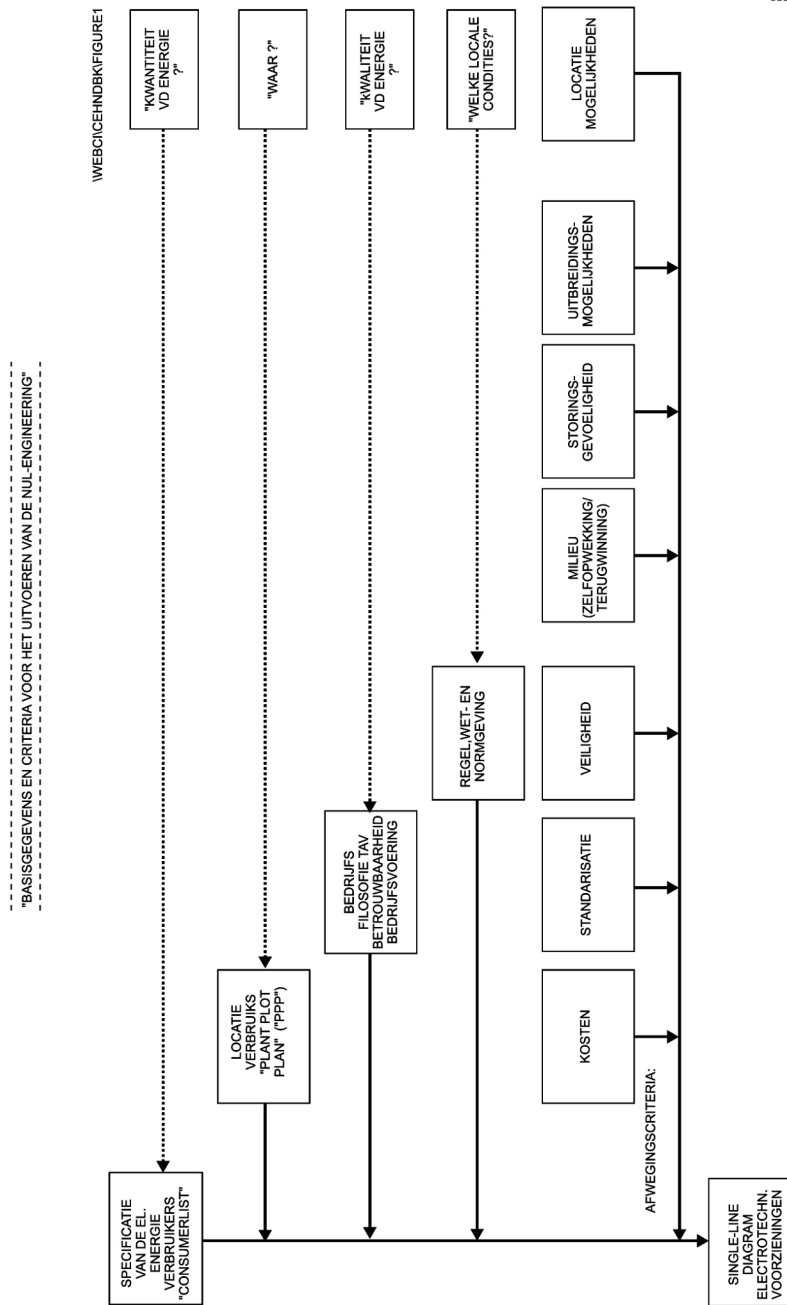 "BASISGEGEVENS EN CRITERIA VOOR HET UITVOEREN VAN DE NUL-ENGINEERING"
\WEBCI\CEHNDBK\FIGURE1
SPECIFICATIE
VAN DE EL.
ENERGIE
VERBRUIKERS
"CONSUMERLIST"
"KWANTITEIT
VD ENERGIE
?"
LOCATIE
VERBRUIKS
"PLANT PLOT
PLAN" ("PPP")
"WAAR ?"
BEDRIJFS
FILOSOFIE TAV
BETROUWBAARHEID
BEDRIJFSVOERING
"kWALITEIT
VD ENERGIE
?"
REGEL,WET- EN
NORMGEVING
"WELKE LOCALE
CONDITIES?"
AFWEGINGSCRITERIA:
KOSTEN
STANDARISATIE
VEILIGHEID
MILIEU
(ZELFOPWEKKING/
TERUGWINNING)
STORINGS-
GEVOELIGHEID
UITBREIDINGS-
MOGELIJKHEDEN
LOCATIE
MOGELIJKHEDEN
SINGLE-LINE
DIAGRAM
ELECTROTECHN.
VOORZIENINGEN